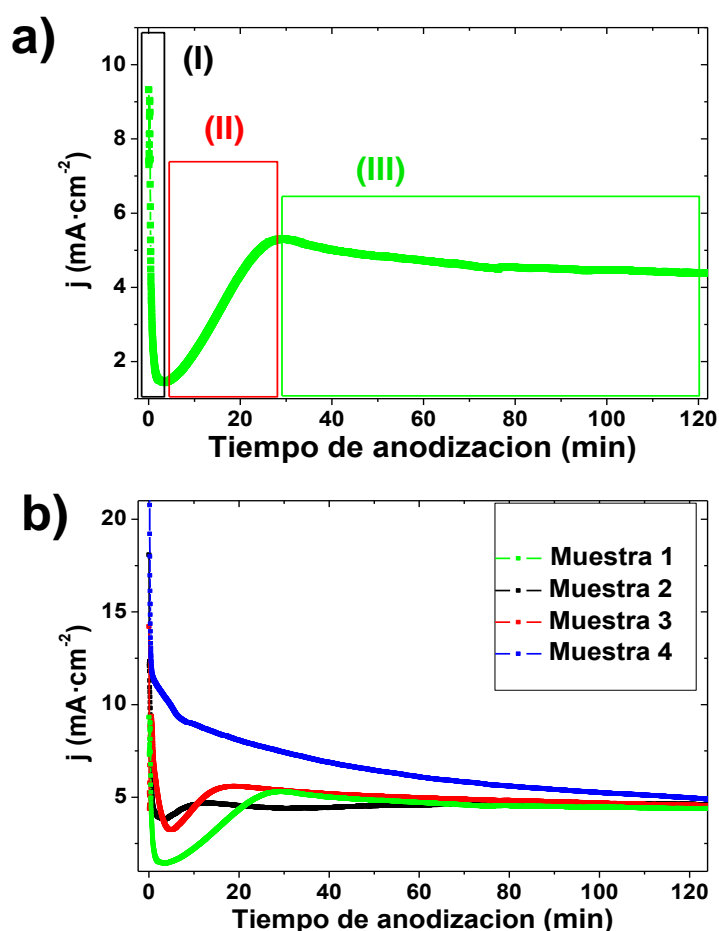 a)
(I)
(II)
(III)
j (mA·cm-2)
10
8
6
4
2
0 20 40 60 80 100 120
Tiempo de anodizacion (min)
b)
Muestra 1
Muestra 2
Muestra 3
Muestra 4
j (mA·cm-2)
20
15
10
5
0 20 40 60 80 100 120
Tiempo de anodizacion (min)